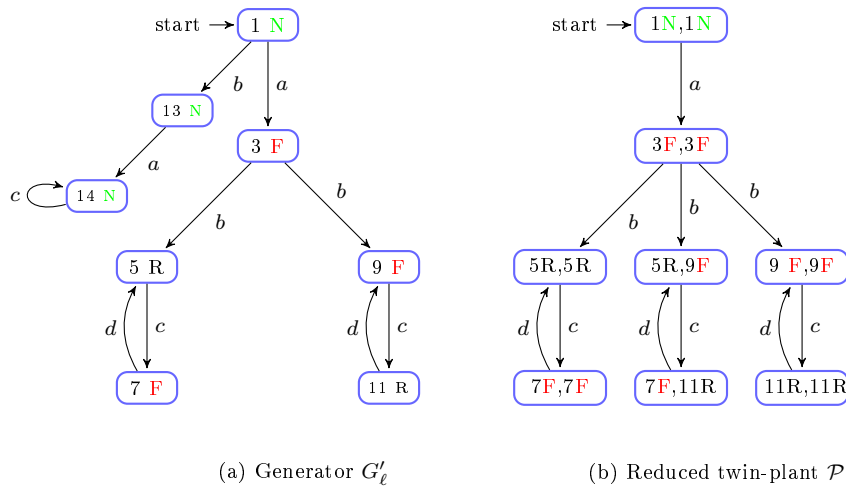 start 1 N
start 1N,1N
b a
a
13 N
3 F
3F,3F
a
c 14 N
b b
b b b
5 R 9 F
5R,5R 5R,9F 9 F,9F
d c d c
d c d c d c
7 F 11 R
7F,7F 7F,11R 11R,11R
(a) Generator G′ℓ
(b) Reduced twin-plant 𝒫